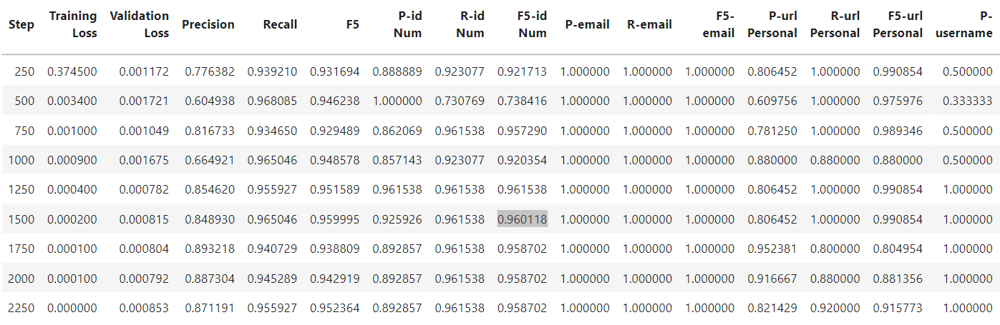 Step Training Loss Validation Loss Precision Recall F5 P-id Num R-id Num F5-id Num P-email R-email F5-email P-url Personal R-url Personal F5-url Personal P-username
250 0.374500 0.001172 0.776382 0.939210 0.931694 0.888889 0.923077 0.921713 1.000000 1.000000 1.000000 0.806452 1.000000 0.990854 0.500000
500 0.003400 0.001721 0.604938 0.968085 0.946238 1.000000 0.730769 0.738416 1.000000 1.000000 1.000000 0.609756 1.000000 0.975976 0.333333
750 0.001000 0.001049 0.816733 0.934650 0.929489 0.862069 0.961538 0.957290 1.000000 1.000000 1.000000 0.781250 1.000000 0.989346 0.500000
1000 0.000900 0.001675 0.664921 0.965046 0.948578 0.857143 0.923077 0.920354 1.000000 1.000000 1.000000 0.880000 0.880000 0.880000 0.500000
1250 0.000400 0.000782 0.854620 0.955927 0.951589 0.961538 0.961538 0.961538 1.000000 1.000000 1.000000 0.806452 1.000000 0.990854 1.000000
1500 0.000200 0.000815 0.848930 0.965046 0.959995 0.925926 0.961538 0.960118 1.000000 1.000000 1.000000 0.806452 1.000000 0.990854 1.000000
1750 0.000100 0.000804 0.893218 0.940729 0.938809 0.892857 0.961538 0.958702 1.000000 1.000000 1.000000 0.952381 0.800000 0.804954 1.000000
2000 0.000100 0.000792 0.887304 0.945289 0.942919 0.892857 0.961538 0.958702 1.000000 1.000000 1.000000 0.916667 0.880000 0.881356 1.000000
2250 0.000000 0.000853 0.871191 0.955927 0.952364 0.892857 0.961538 0.958702 1.000000 1.000000 1.000000 0.821429 0.920000 0.915773 1.000000